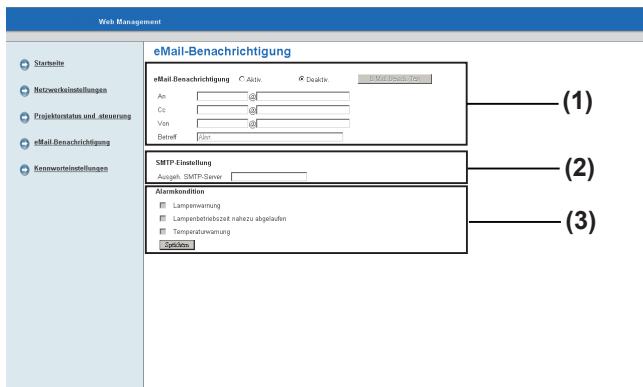 Web Management
Startseite
Netzwerkeinstellungen
Projektorstatus und -steuerung
eMail-Benachrichtigung
Kennworteinstellungen
eMail-Benachrichtigung
eMail-Benachrichtigung Aktiv. Deaktiv.
An @
Cc @
Von @
Betreff
SMTP-Einstellung
Ausgeh. SMTP-Server
Alarmkondition
Lampenwarnung
Lampenbetriebszeit nahezu abgelaufen
Temperaturwarnung
Speichern
(1)
(2)
(3)